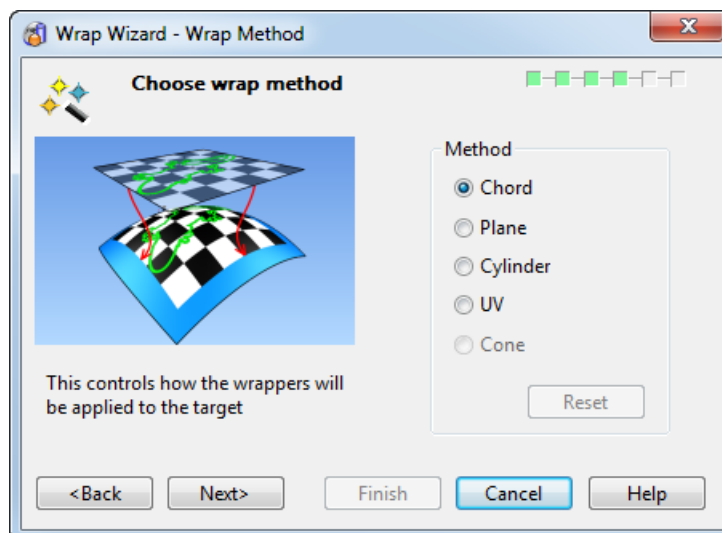 Wrap Wizard - Wrap Method
Choose wrap method
Method
Chord
Plane
Cylinder
UV
Cone
Reset
This controls how the wrappers will
be applied to the target
<Back
Next>
Finish
Cancel
Help